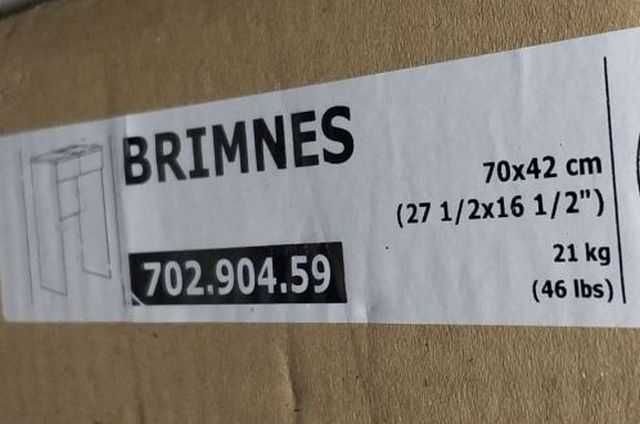 BRIMNES
702.904.59
70x42 cm
(27 1/2x16 1/2")
21 kg
(46 lbs)